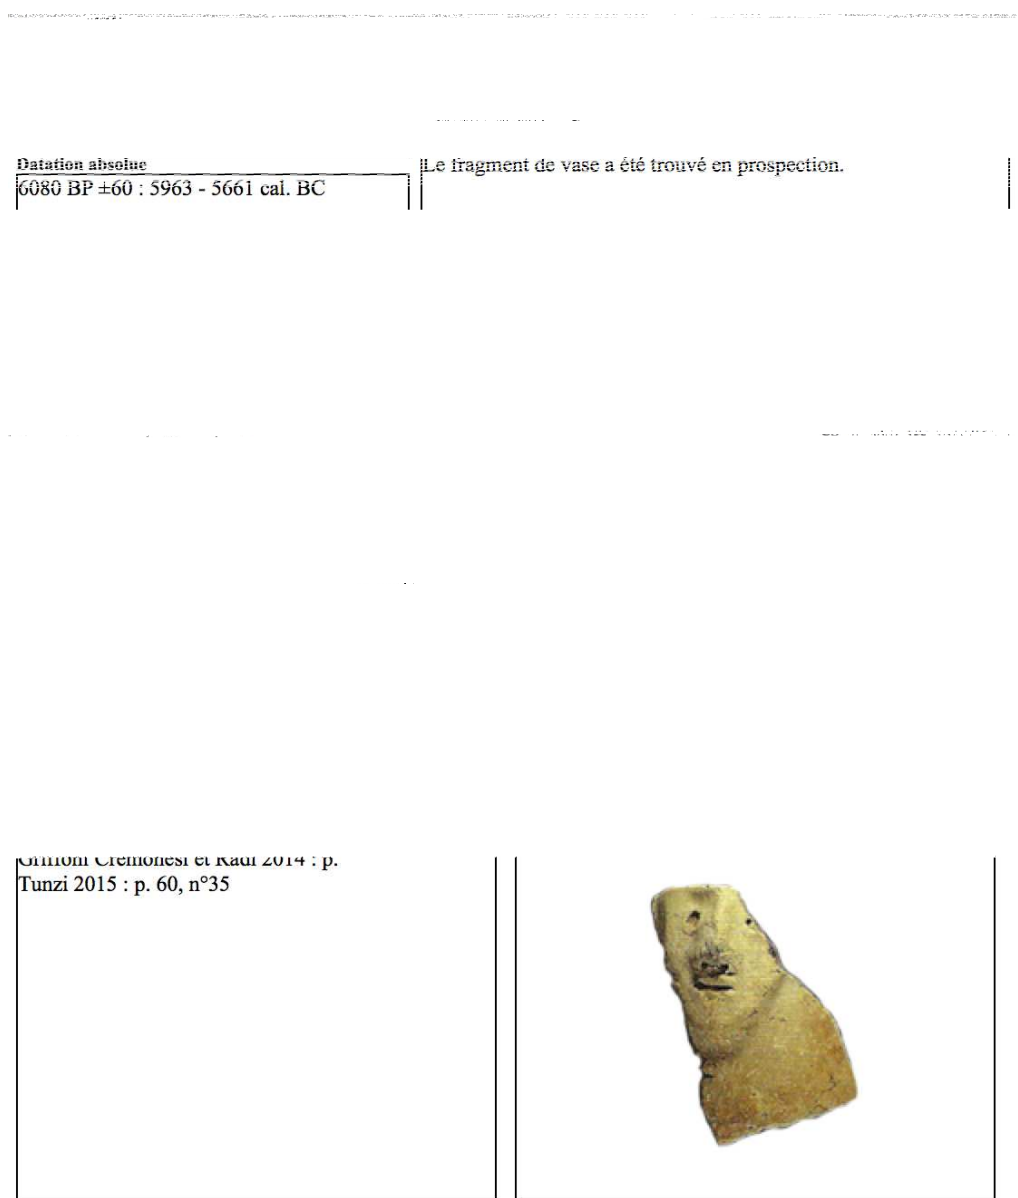 Datation absolue
6080 BP ±60 : 5963 - 5661 cal. BC
Le fragment de vase a été trouvé en prospection.
Griffoni Cremonesi et Radi 2014 : p.
Tunzi 2015 : p. 60, n°35